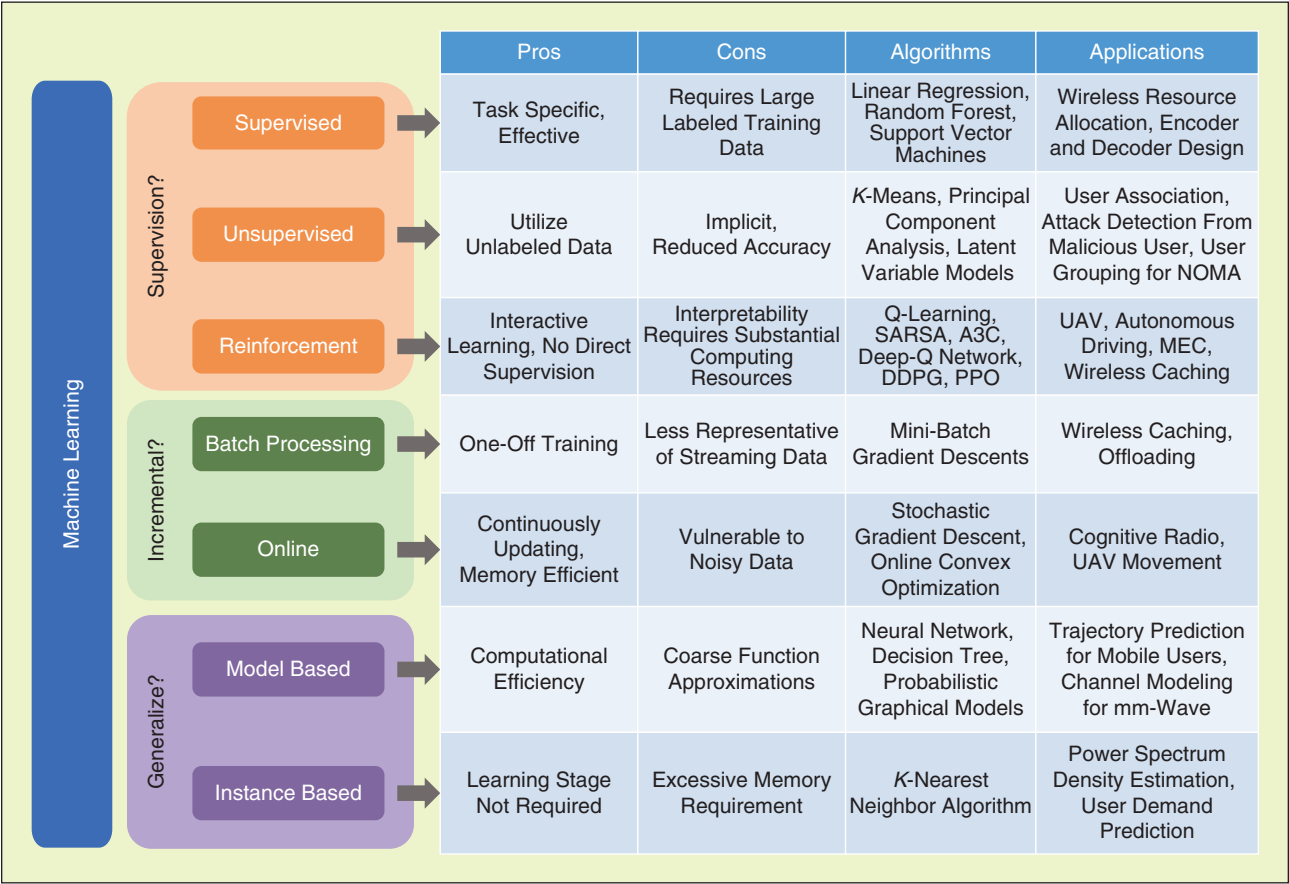 Pros
Cons
Algorithms
Applications
Machine Learning
Supervision?
Supervised
Task Specific,
Effective
Requires Large
Labeled Training
Data
Linear Regression,
Random Forest,
Support Vector
Machines
Wireless Resource
Allocation, Encoder
and Decoder Design
Unsupervised
Utilize
Unlabeled Data
Implicit,
Reduced Accuracy
K-Means, Principal
Component
Analysis, Latent
Variable Models
User Association,
Attack Detection From
Malicious User, User
Grouping for NOMA
Reinforcement
Interactive
Learning, No Direct
Supervision
Interpretability
Requires Substantial
Computing
Resources
Q-Learning,
SARSA, A3C,
Deep-Q Network,
DDPG, PPO
UAV, Autonomous
Driving, MEC,
Wireless Caching
Incremental?
Batch Processing
One-Off Training
Less Representative
of Streaming Data
Mini-Batch
Gradient Descents
Wireless Caching,
Offloading
Online
Continuously
Updating,
Memory Efficient
Vulnerable to
Noisy Data
Stochastic
Gradient Descent,
Online Convex
Optimization
Cognitive Radio,
UAV Movement
Generalize?
Model Based
Computational
Efficiency
Coarse Function
Approximations
Neural Network,
Decision Tree,
Probabilistic
Graphical Models
Trajectory Prediction
for Mobile Users,
Channel Modeling
for mm-Wave
Instance Based
Learning Stage
Not Required
Excessive Memory
Requirement
K-Nearest
Neighbor Algorithm
Power Spectrum
Density Estimation,
User Demand
Prediction